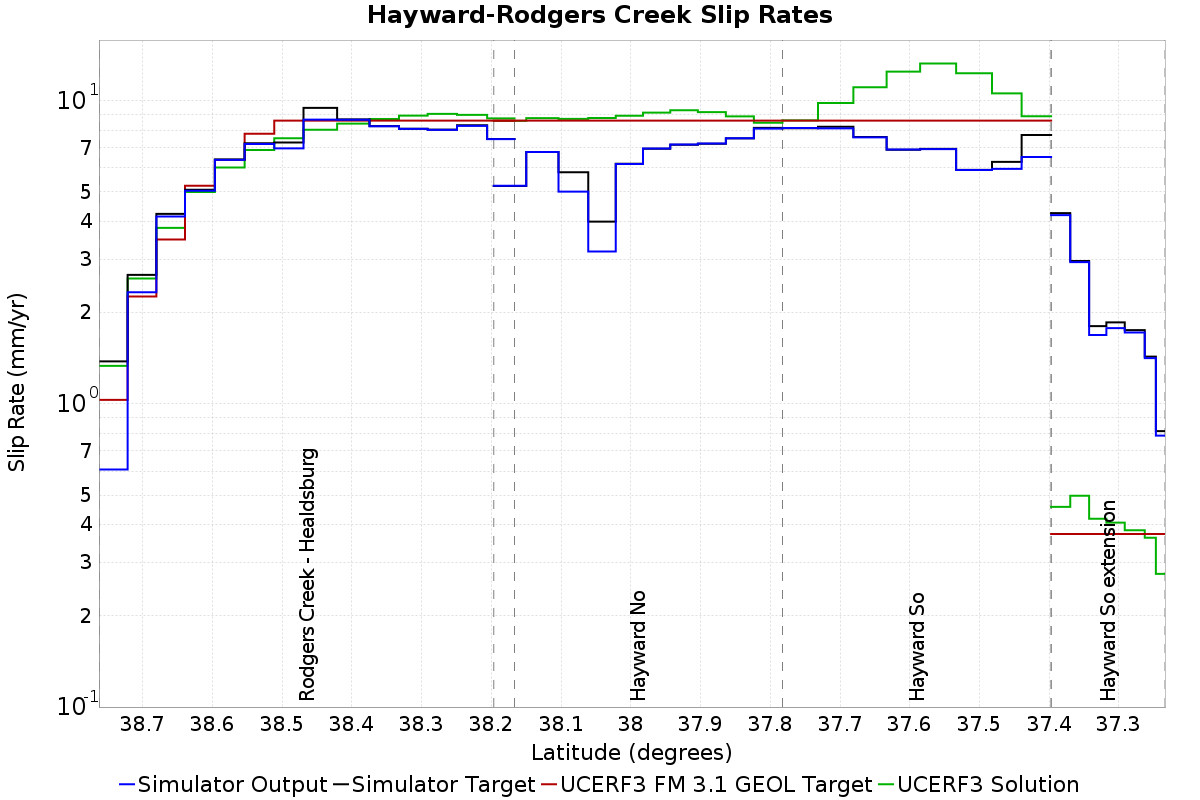 Hayward-Rodgers Creek Slip Rates
Slip Rate (mm/yr)
10^1
7
5
4
3
2
10^0
7
5
4
3
2
10^-1
Rodgers Creek - Healdsburg
Hayward No
Hayward So
Hayward So extension
38.7 38.6 38.5 38.4 38.3 38.2 38.1 38 37.9 37.8 37.7 37.6 37.5 37.4 37.3
Latitude (degrees)
Simulator Output Simulator Target UCERF3 FM 3.1 GEOL Target UCERF3 Solution